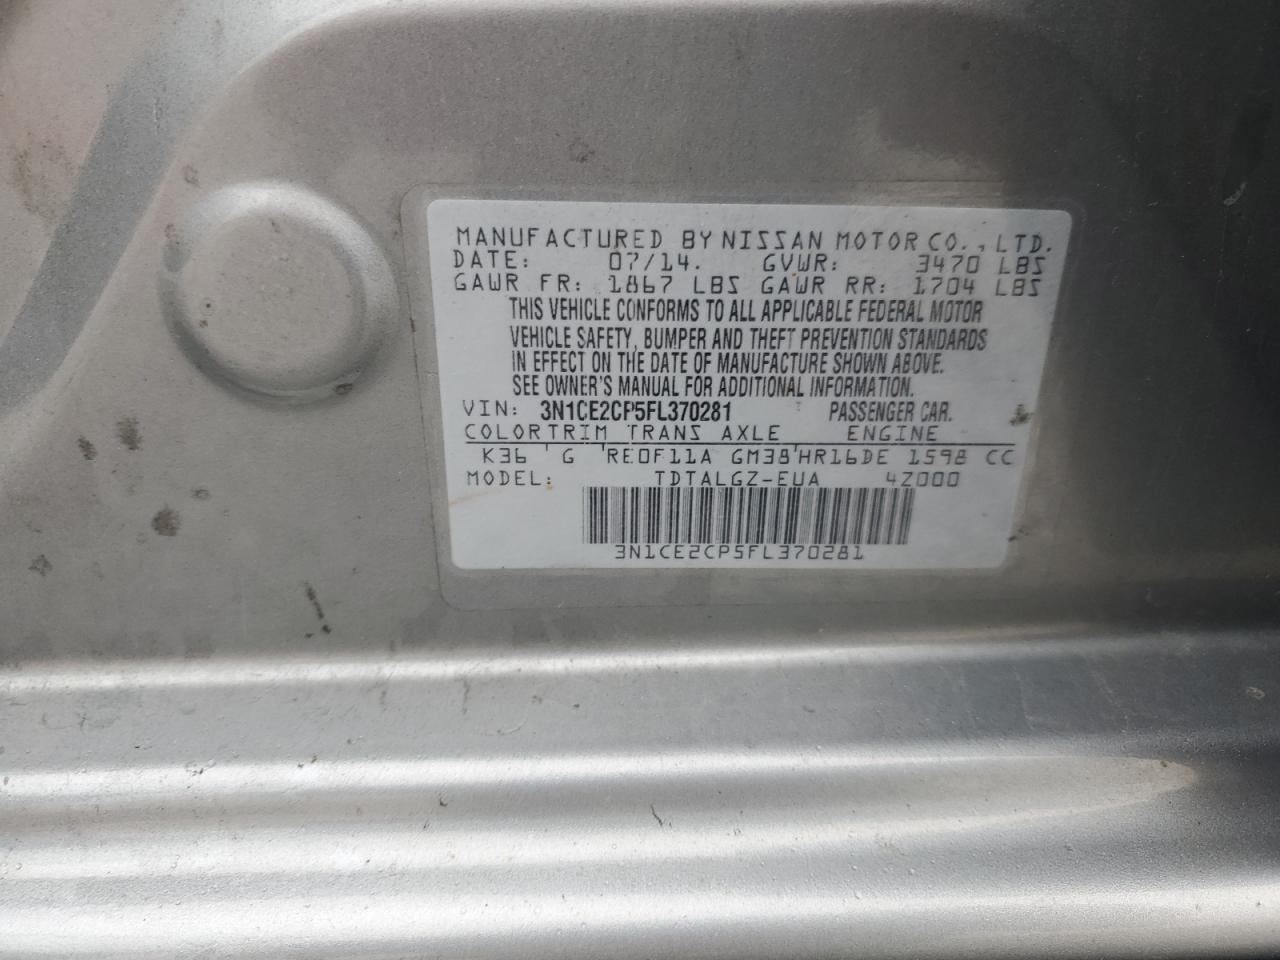 MANUFACTURED BY NISSAN MOTOR CO., LTD.
DATE: 07/14. GVWR: 3470 LBS
GAWR FR: 1867 LBS GAWR RR: 1704 LBS
THIS VEHICLE CONFORMS TO ALL APPLICABLE FEDERAL MOTOR
VEHICLE SAFETY, BUMPER AND THEFT PREVENTION STANDARDS
IN EFFECT ON THE DATE OF MANUFACTURE SHOWN ABOVE.
SEE OWNER'S MANUAL FOR ADDITIONAL INFORMATION.
VIN: 3N1CE2CP5FL370281 PASSENGER CAR.
COLORTRIM TRANS AXLE ENGINE
K36 G RE0F11A GM38 HR16DE 1598 CC
MODEL: TDTALGZ-EUA 4Z000
3N1CE2CP5FL370281